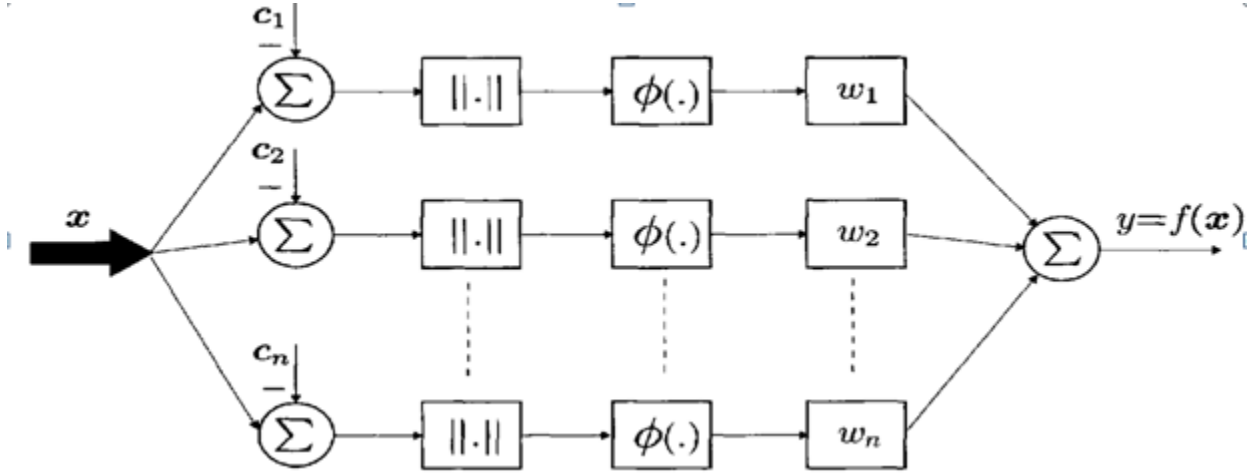 c₁
−
Σ ||.|| ϕ(.) w₁
c₂
−
x
Σ ||.|| ϕ(.) w₂
Σ y=f(x)
cₙ
−
Σ ||.|| ϕ(.) wₙ